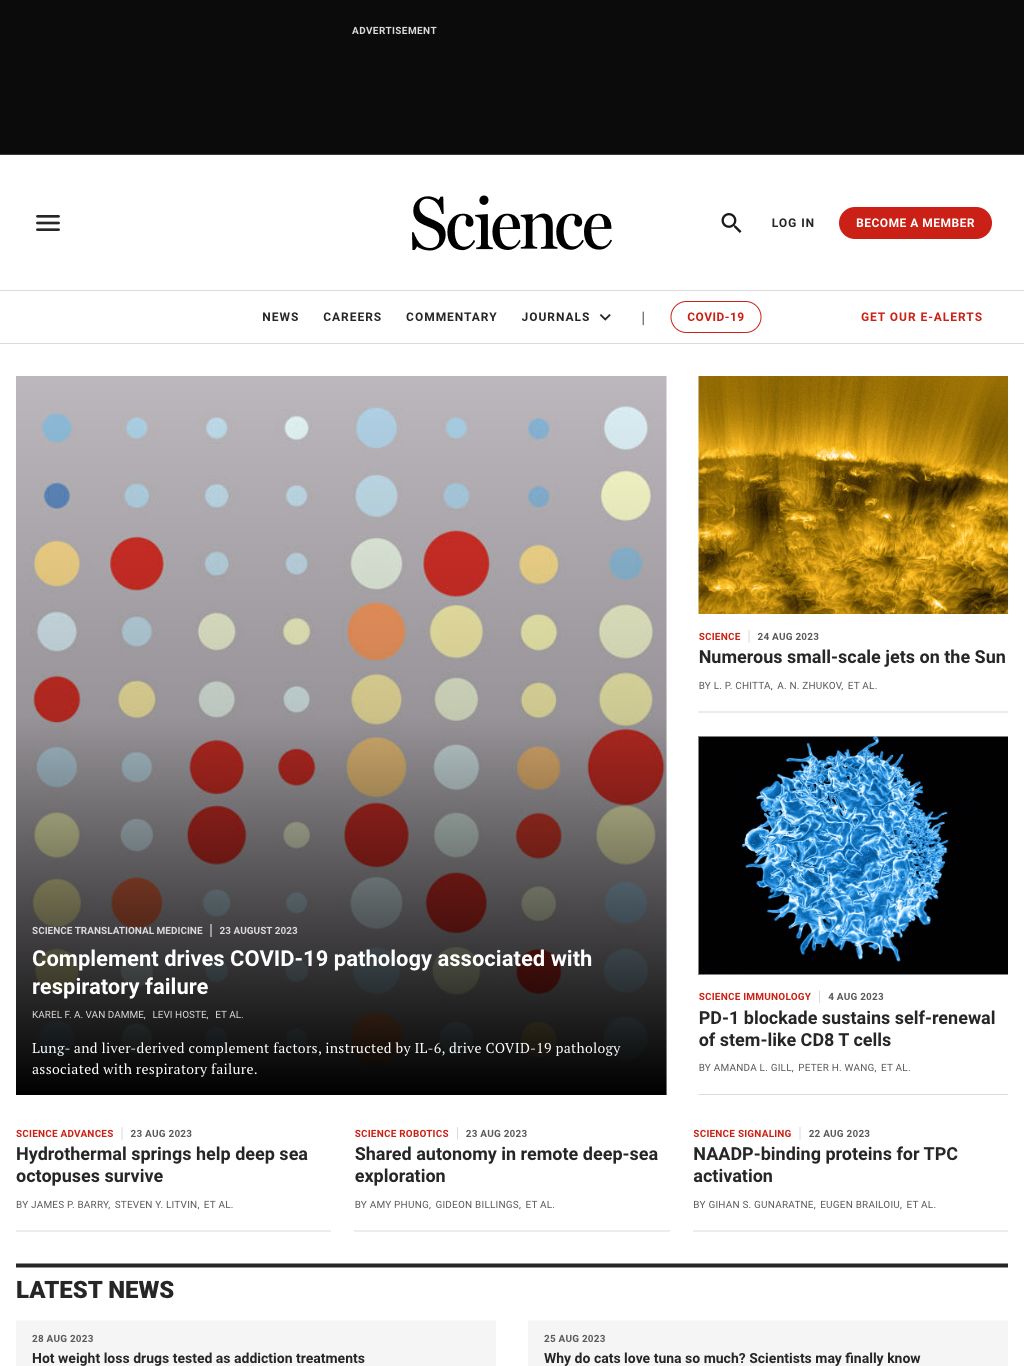 ADVERTISEMENT
Science
LOG IN
BECOME A MEMBER
NEWS CAREERS COMMENTARY JOURNALS | COVID-19 GET OUR E-ALERTS
SCIENCE TRANSLATIONAL MEDICINE | 23 AUGUST 2023
Complement drives COVID-19 pathology associated with
respiratory failure
KAREL F. A. VAN DAMME, LEVI HOSTE, ET AL.
Lung- and liver-derived complement factors, instructed by IL-6, drive COVID-19 pathology
associated with respiratory failure.
SCIENCE | 24 AUG 2023
Numerous small-scale jets on the Sun
BY L. P. CHITTA, A. N. ZHUKOV, ET AL.
SCIENCE IMMUNOLOGY | 4 AUG 2023
PD-1 blockade sustains self-renewal
of stem-like CD8 T cells
BY AMANDA L. GILL, PETER H. WANG, ET AL.
SCIENCE ADVANCES | 23 AUG 2023
Hydrothermal springs help deep sea
octopuses survive
BY JAMES P. BARRY, STEVEN Y. LITVIN, ET AL.
SCIENCE ROBOTICS | 23 AUG 2023
Shared autonomy in remote deep-sea
exploration
BY AMY PHUNG, GIDEON BILLINGS, ET AL.
SCIENCE SIGNALING | 22 AUG 2023
NAADP-binding proteins for TPC
activation
BY GIHAN S. GUNARATNE, EUGEN BRAILOIU, ET AL.
LATEST NEWS
28 AUG 2023
Hot weight loss drugs tested as addiction treatments
25 AUG 2023
Why do cats love tuna so much? Scientists may finally know